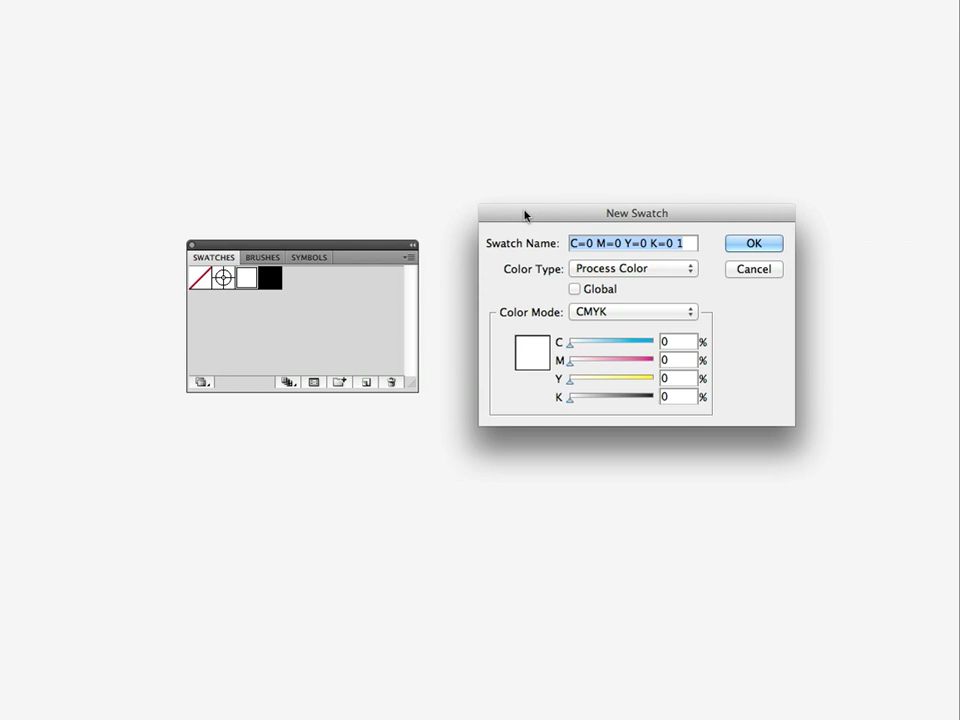 SWATCHES BRUSHES SYMBOLS
New Swatch
Swatch Name: C=0 M=0 Y=0 K=0 1
OK
Color Type: Process Color
Cancel
Global
Color Mode: CMYK
C 0 %
M 0 %
Y 0 %
K 0 %